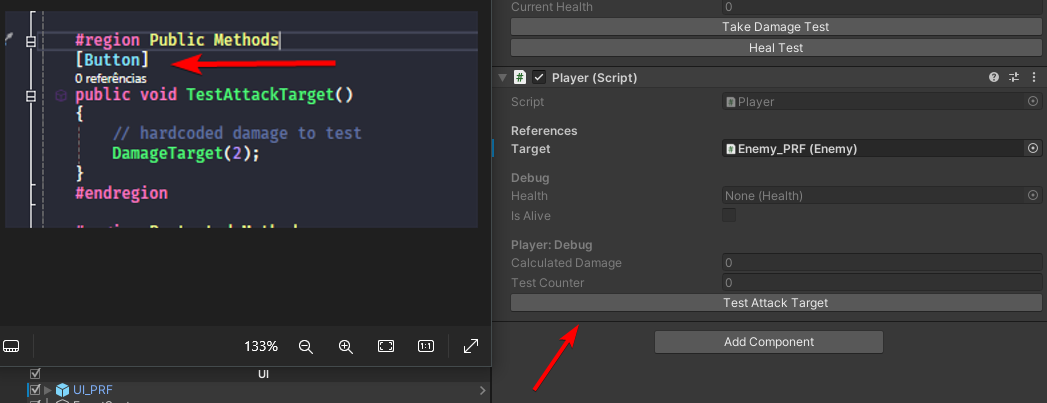 #region Public Methods
[Button]
0 referências
public void TestAttackTarget()
{
// hardcoded damage to test
DamageTarget(2);
}
#endregion
133%
1:1
UI
UI_PRF
Current Health
0
Take Damage Test
Heal Test
Player (Script)
Script
Player
References
Target
Enemy_PRF (Enemy)
Debug
Health
None (Health)
Is Alive
Player: Debug
Calculated Damage
0
Test Counter
0
Test Attack Target
Add Component